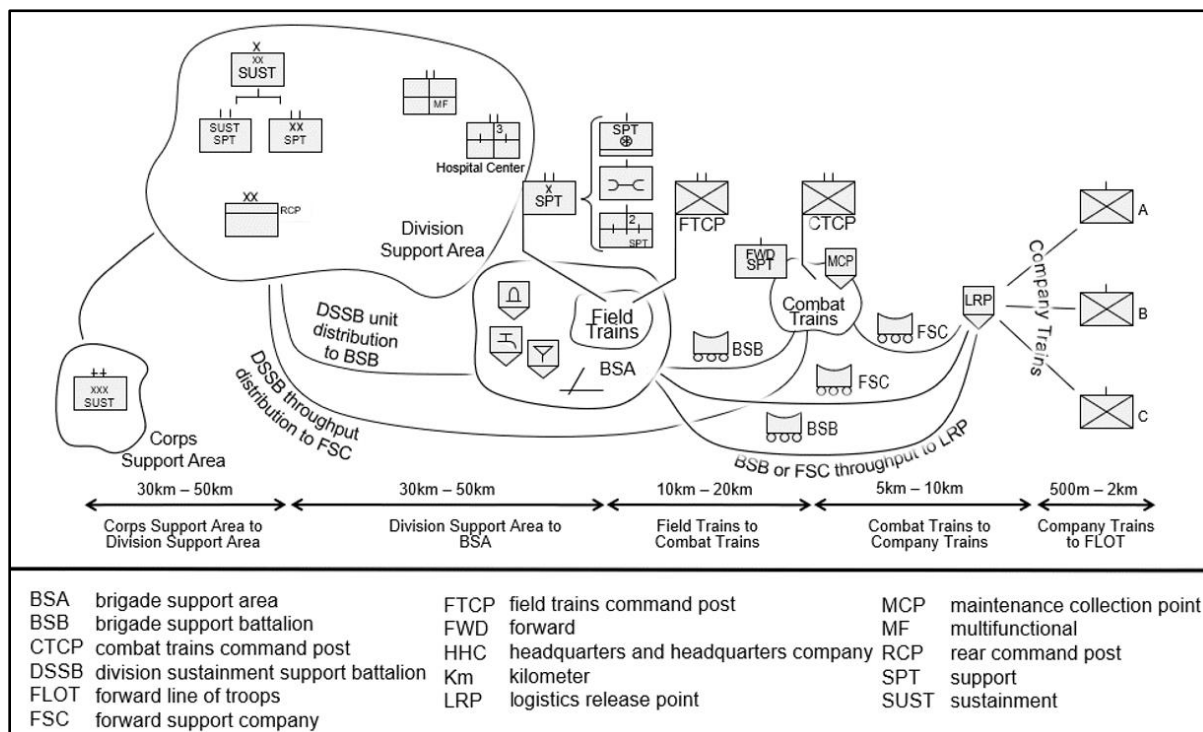 X
XX
SUST
SUST
SPT
XX
SPT
MF
3
Hospital Center
XX
RCP
Division
Support Area
X
SPT
SPT
2
SPT
FTCP
CTCP
FWD
SPT
MCP
Combat
Trains
Field
Trains
BSA
LRP
Company Trains
A
B
C
DSSB unit
distribution
to BSB
DSSB throughput
distribution to FSC
BSB
FSC
FSC
BSB
BSB or FSC throughput to LRP
XXX
SUST
Corps
Support Area
30km – 50km
30km – 50km
10km – 20km
5km – 10km
500m – 2km
Corps Support Area to
Division Support Area
Division Support Area to
BSA
Field Trains to
Combat Trains
Combat Trains to
Company Trains
Company Trains
to FLOT
BSA brigade support area
BSB brigade support battalion
CTCP combat trains command post
DSSB division sustainment support battalion
FLOT forward line of troops
FSC forward support company
FTCP field trains command post
FWD forward
HHC headquarters and headquarters company
Km kilometer
LRP logistics release point
MCP maintenance collection point
MF multifunctional
RCP rear command post
SPT support
SUST sustainment